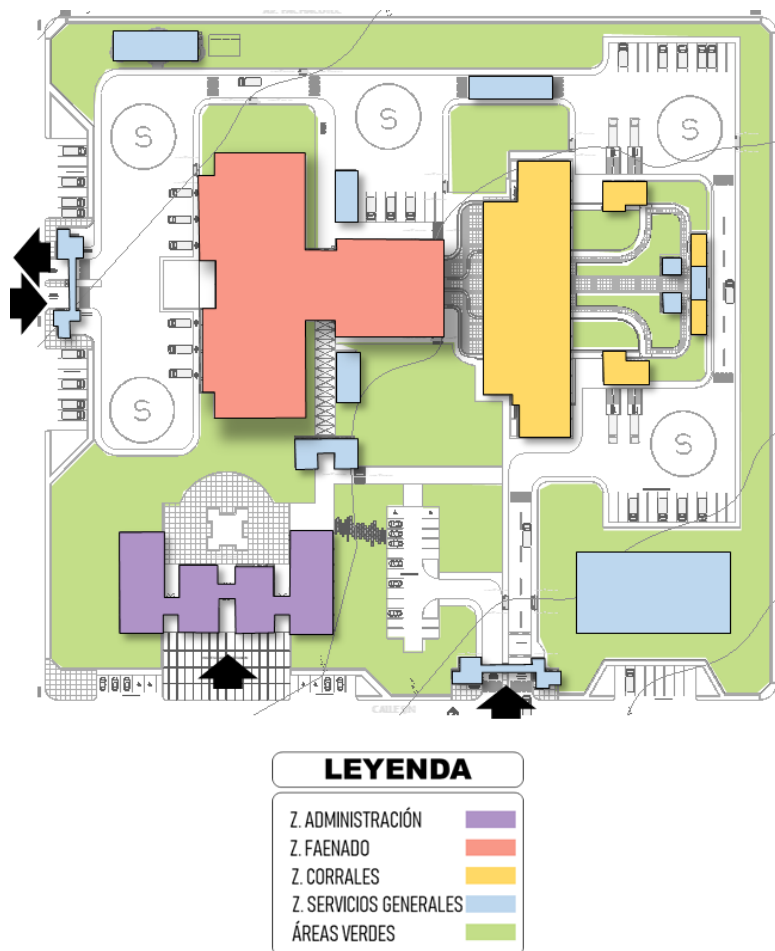 S
S
S
S
S
LEYENDA
Z. ADMINISTRACIÓN
Z. FAENADO
Z. CORRALES
Z. SERVICIOS GENERALES
ÁREAS VERDES